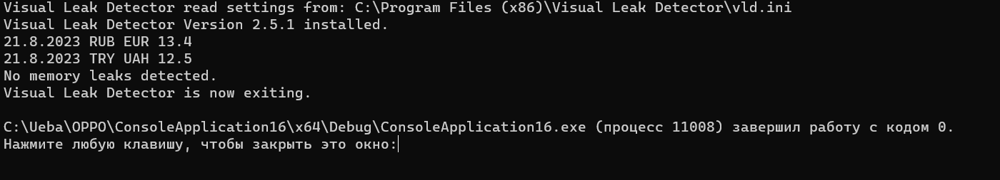 Visual Leak Detector read settings from: C:\Program Files (x86)\Visual Leak Detector\vld.ini
Visual Leak Detector Version 2.5.1 installed.
21.8.2023 RUB EUR 13.4
21.8.2023 TRY UAH 12.5
No memory leaks detected.
Visual Leak Detector is now exiting.
C:\Ueba\OPPO\ConsoleApplication16\x64\Debug\ConsoleApplication16.exe (процесс 11008) завершил работу с кодом 0.
Нажмите любую клавишу, чтобы закрыть это окно: